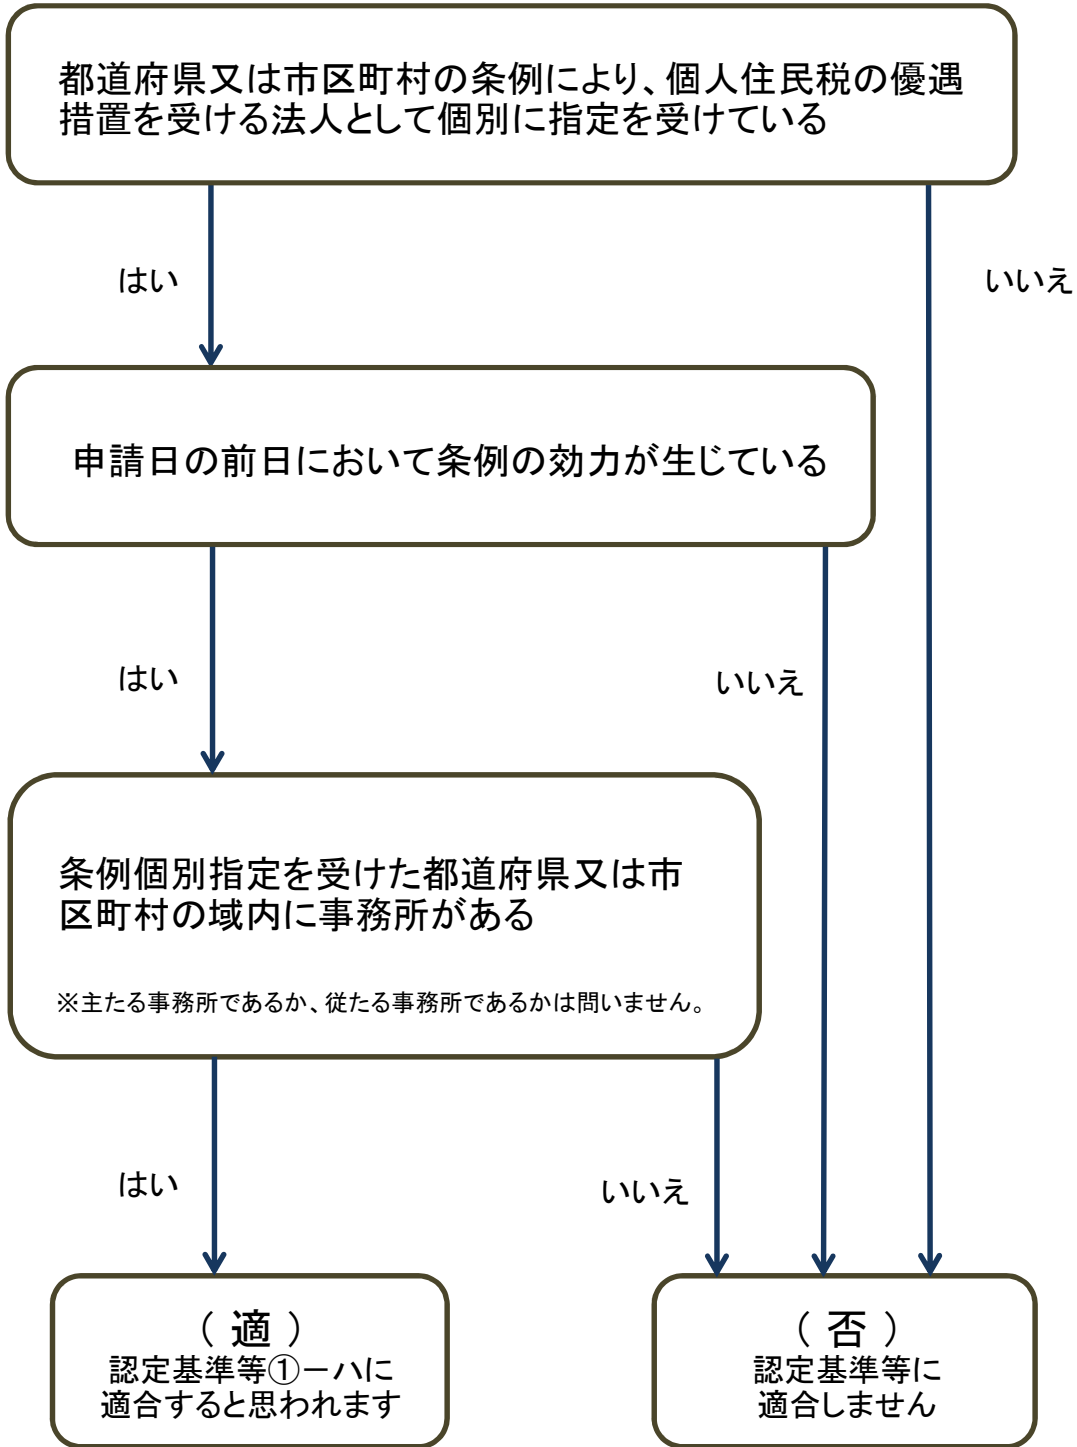 都道府県又は市区町村の条例により、個人住民税の優遇
措置を受ける法人として個別に指定を受けている
はい
いいえ
申請日の前日において条例の効力が生じている
はい
いいえ
条例個別指定を受けた都道府県又は市
区町村の域内に事務所がある
※主たる事務所であるか、従たる事務所であるかは問いません。
はい
いいえ
（ 適 ）
認定基準等①－ハに
適合すると思われます
（ 否 ）
認定基準等に
適合しません